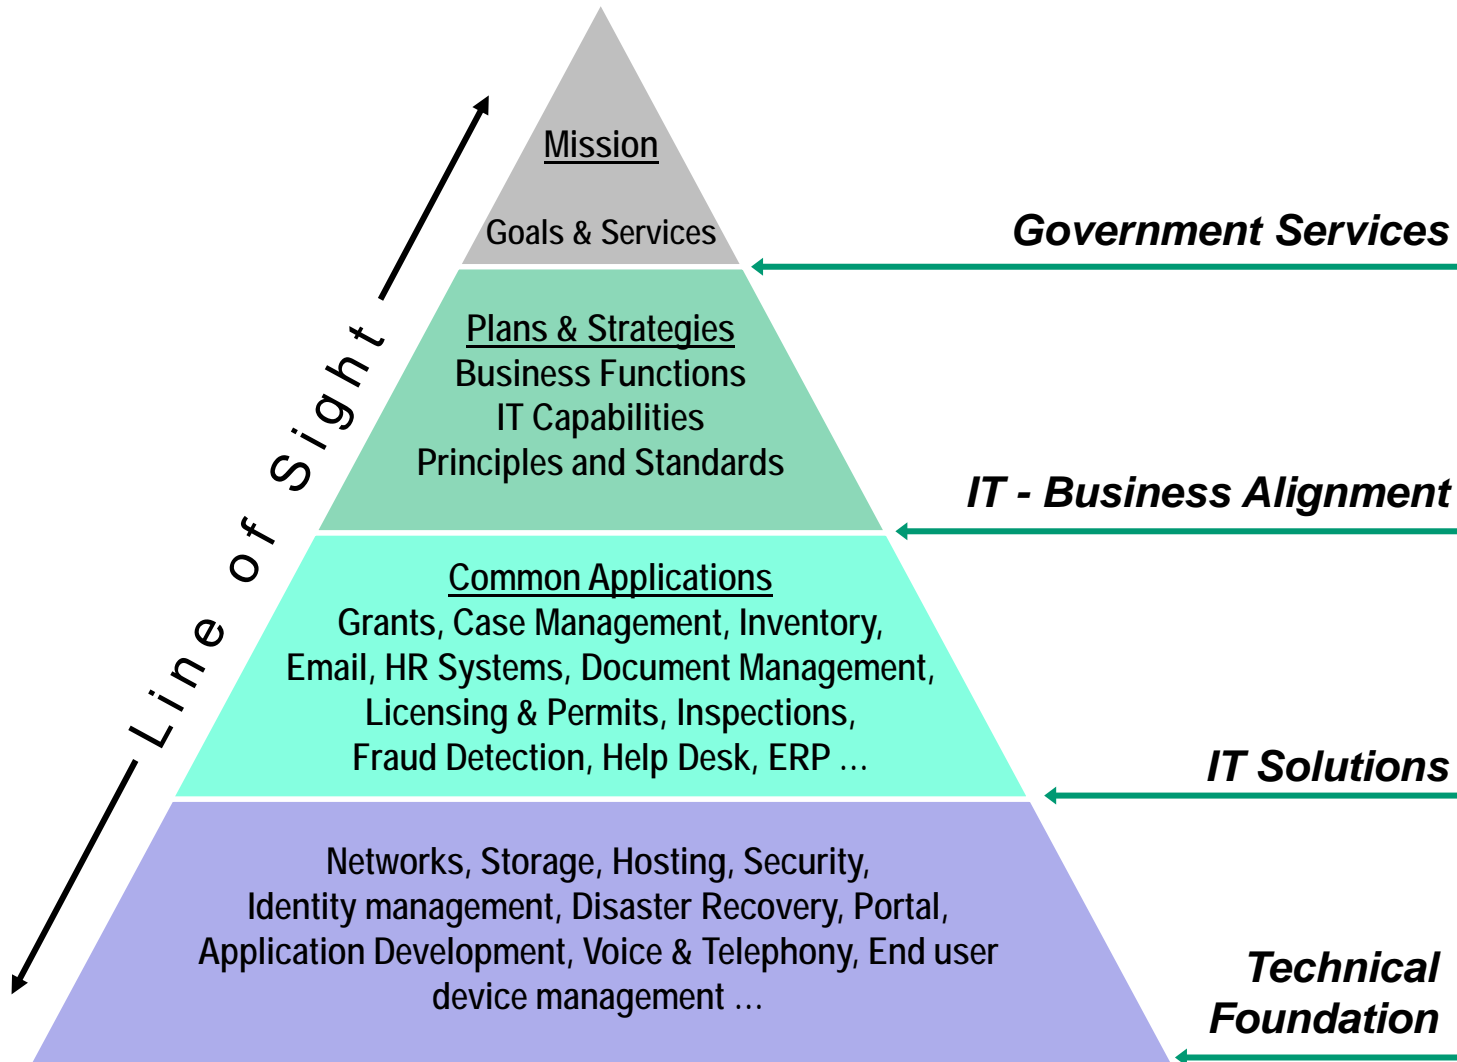 Mission
Goals & Services
Government Services
Plans & Strategies
Business Functions
IT Capabilities
Principles and Standards
IT - Business Alignment
Common Applications
Grants, Case Management, Inventory,
Email, HR Systems, Document Management,
Licensing & Permits, Inspections,
Fraud Detection, Help Desk, ERP ...
IT Solutions
Networks, Storage, Hosting, Security,
Identity management, Disaster Recovery, Portal,
Application Development, Voice & Telephony, End user
device management ...
Technical
Foundation
Line of Sight